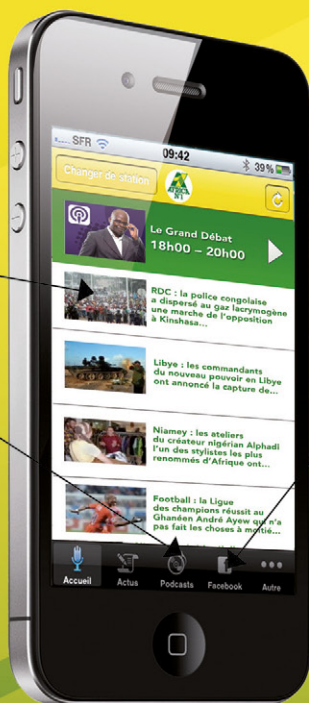 SFR
09:42
39%
Changer de station
AFRICA
N°1
Le Grand Débat
18h00 – 20h00
RDC : la police congolaise
a dispersé au gaz lacrymogène
une marche de l'opposition
à Kinshasa...
Libye : les commandants
du nouveau pouvoir en Libye
ont annoncé la capture de...
Niamey : les ateliers
du créateur nigérian Alphadi
l'un des stylistes les plus
renommés d'Afrique ont...
Football : la Ligue
des champions réussit au
Ghanéen André Ayew qui n'a
pas fait les choses à moitié...
Accueil
Actus
Podcasts
Facebook
Autre